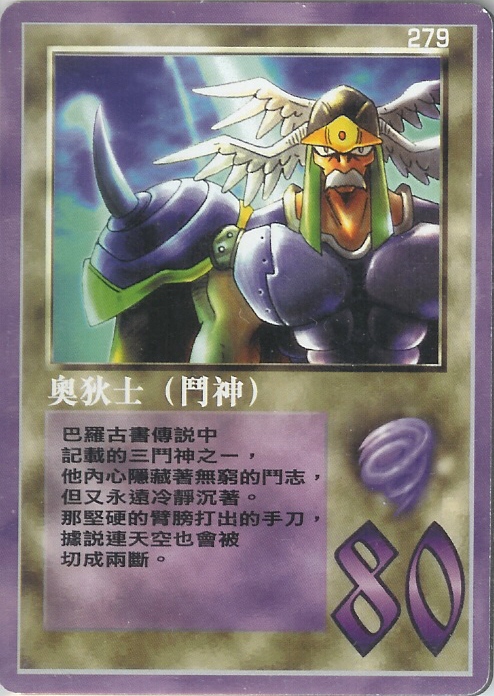 279
奧狄士（鬥神）
巴羅古書傳説中
記載的三鬥神之一，
他內心隱藏著無窮的鬥志，
但又永遠冷靜沉著。
那堅硬的臂膀打出的手刀，
據説連天空也會被
切成兩斷。
80